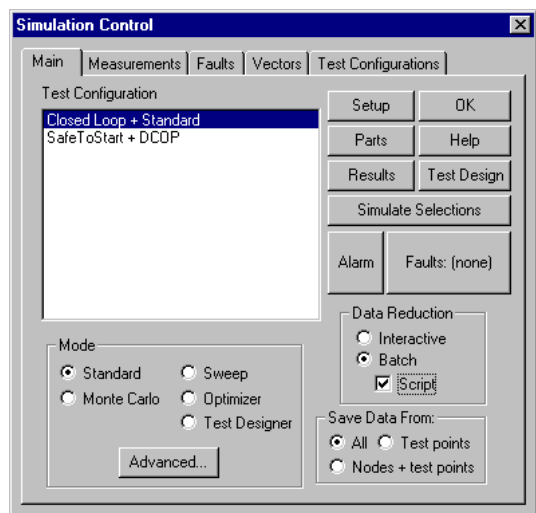 Simulation Control
Main Measurements Faults Vectors Test Configurations
Test Configuration
Closed Loop + Standard
SafeToStart + DCOP
Setup OK
Parts Help
Results Test Design
Simulate Selections
Alarm Faults: (none)
Data Reduction
Interactive
Batch
Script
Mode
Standard Sweep
Monte Carlo Optimizer
Test Designer
Advanced...
Save Data From:
All Test points
Nodes + test points